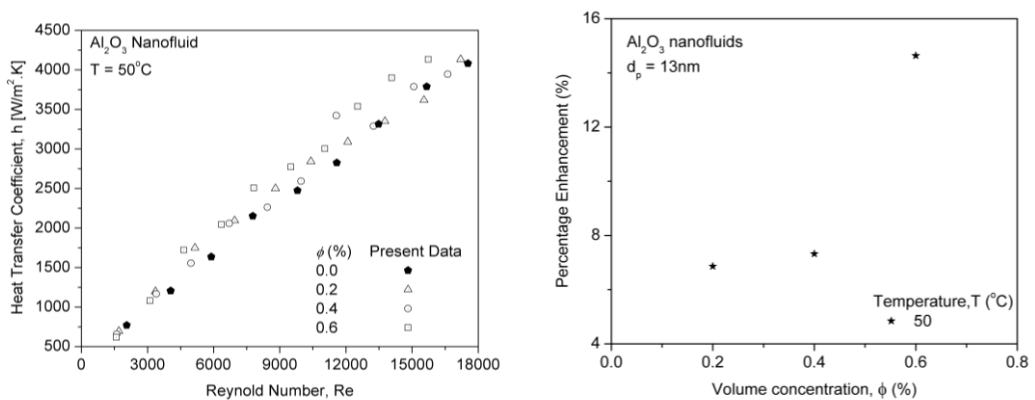 4500
4000
3500
3000
2500
2000
1500
1000
500
Heat Transfer Coefficient, h [W/m².K]
Al₂O₃ Nanofluid
T = 50°C
ϕ (%) Present Data
0.0
0.2
0.4
0.6
0 3000 6000 9000 12000 15000 18000
Reynold Number, Re
16
12
8
4
Percentage Enhancement (%)
Al₂O₃ nanofluids
dₚ = 13nm
Temperature,T (°C)
50
0.0 0.2 0.4 0.6 0.8
Volume concentration, ϕ (%)